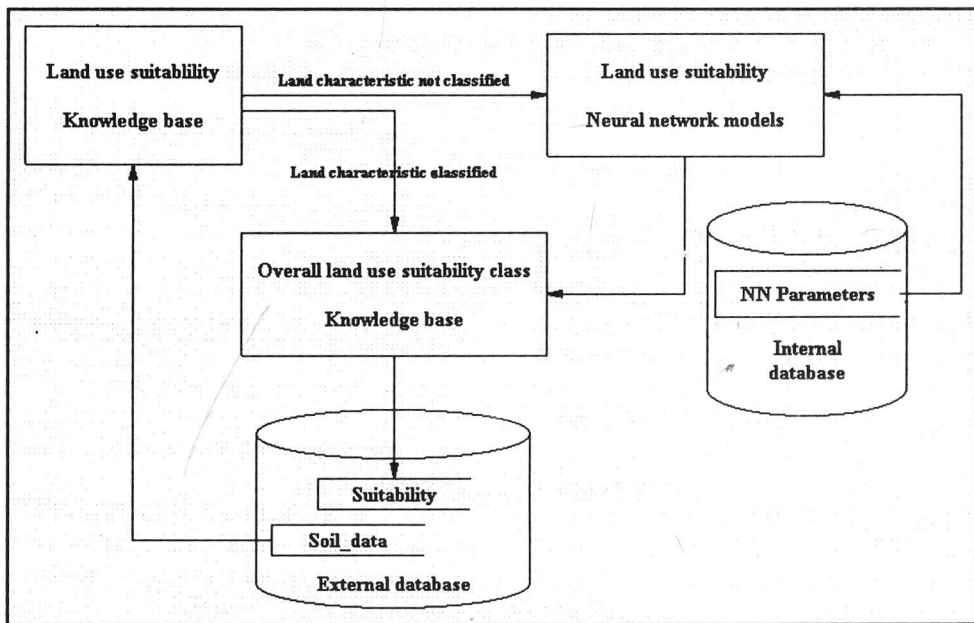 Land use suitablility
Knowledge base
Land characteristic not classified
Land use suitability
Neural network models
Land characteristic classified
Overall land use suitability class
Knowledge base
NN Parameters
Internal
database
Suitability
Soil_data
External database